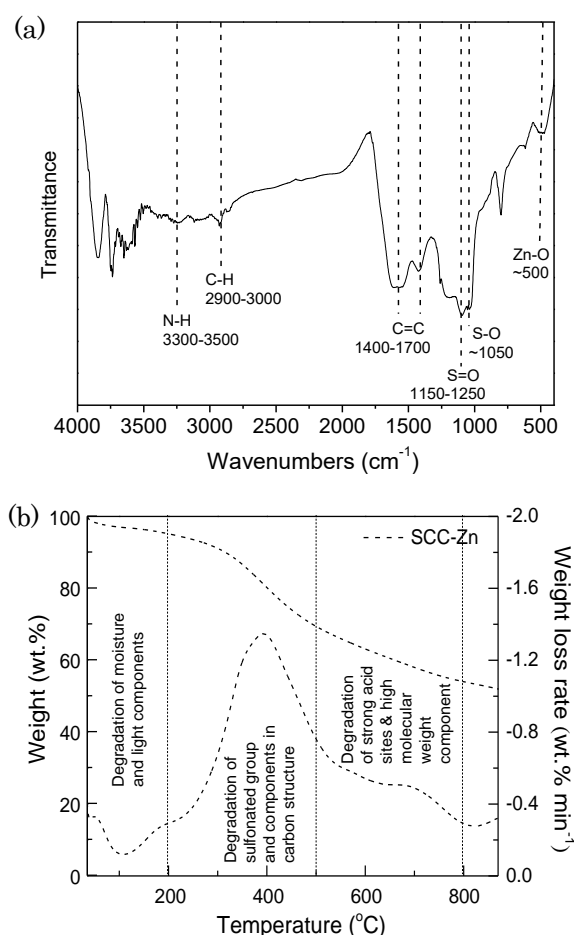 (a)
Transmittance
N-H
3300-3500
C-H
2900-3000
C=C
1400-1700
S=O
1150-1250
S-O
~1050
Zn-O
~500
4000 3500 3000 2500 2000 1500 1000 500
Wavenumbers (cm⁻¹)
(b)
SCC-Zn
Weight (wt.%)
100
80
60
40
20
0
Degradation of moisture
and light components
Degradation of
sulfonated group
and components in
carbon structure
Degradation
of strong acid
sites & high
molecular
weight
component
-2.0
-1.6
-1.2
-0.8
-0.4
0.0
Weight loss rate (wt.% min⁻¹)
200 400 600 800
Temperature (°C)